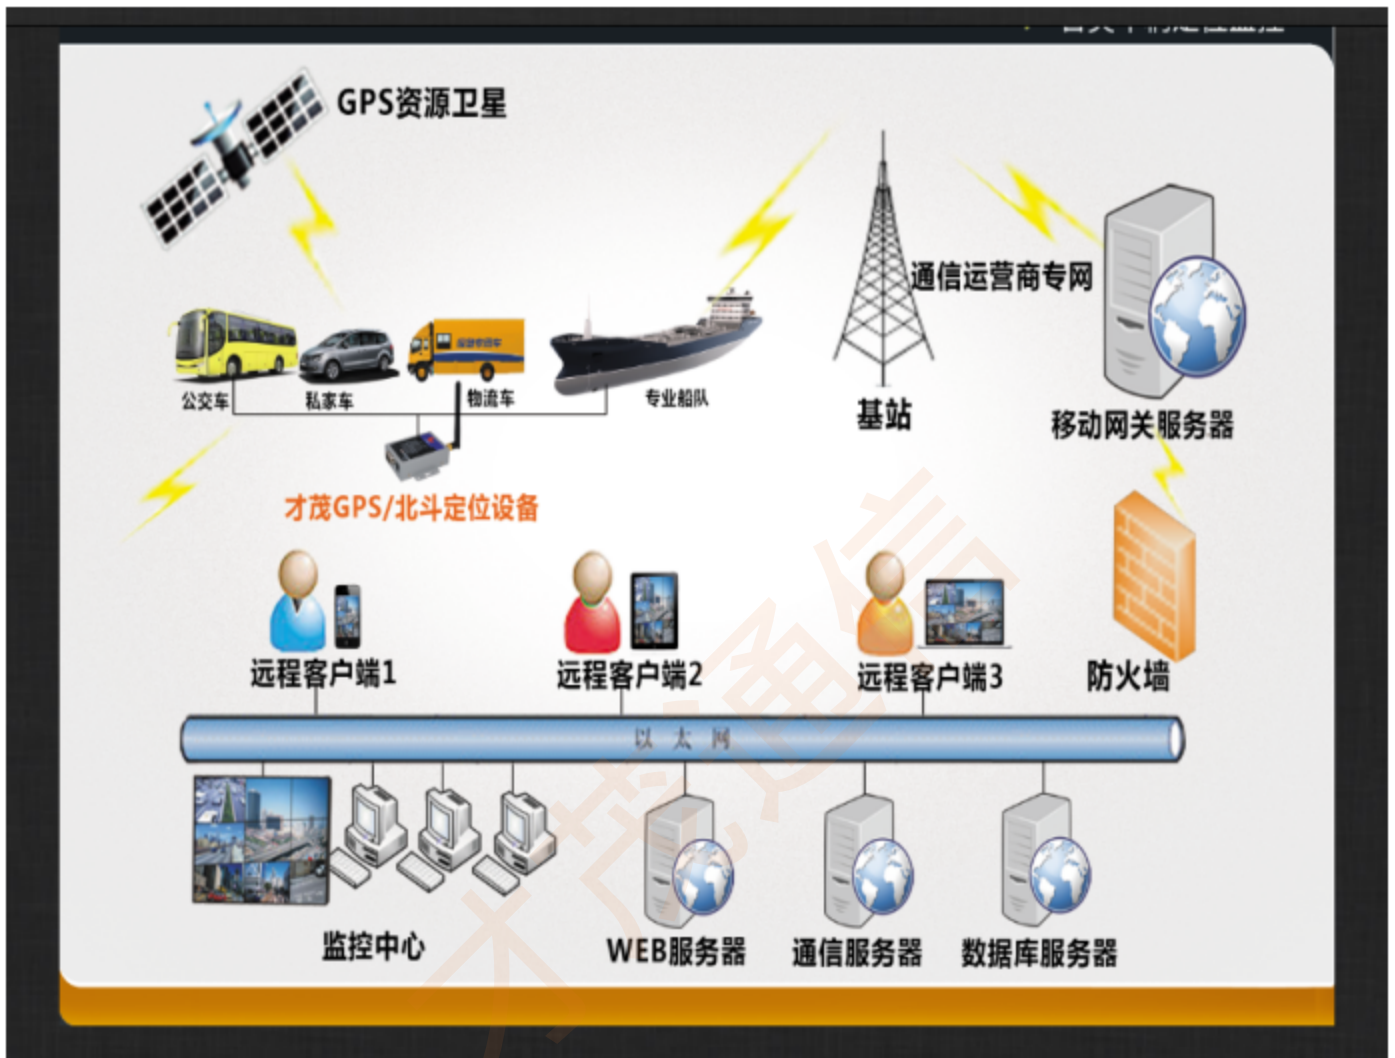 GPS资源卫星
通信运营商专网
公交车
私家车
物流车
专业船队
基站
移动网关服务器
才茂GPS/北斗定位设备
远程客户端1
远程客户端2
远程客户端3
防火墙
以太网
监控中心
WEB服务器
通信服务器
数据库服务器
才茂通信